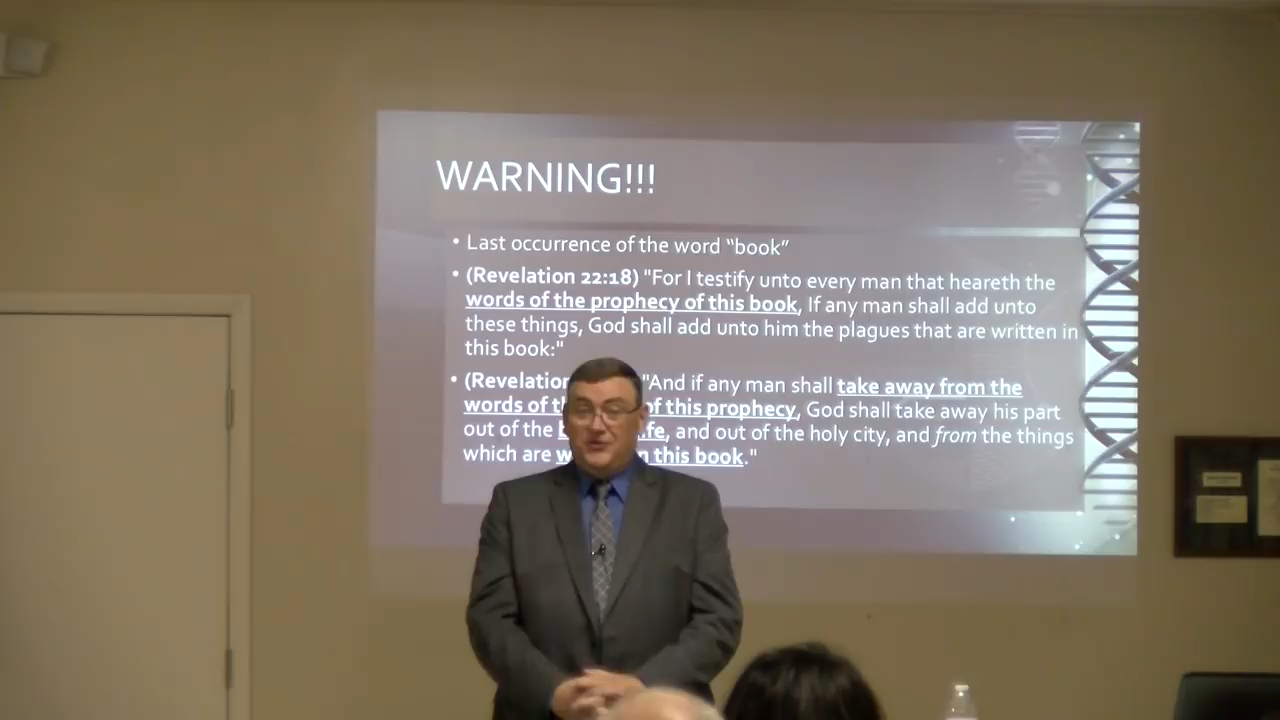 WARNING!!!
• Last occurrence of the word “book”
• (Revelation 22:18) "For I testify unto every man that heareth the
words of the prophecy of this book, If any man shall add unto
these things, God shall add unto him the plagues that are written in
this book:"
• (Revelation "And if any man shall take away from the
words of of this prophecy, God shall take away his part
out of the and out of the holy city, and from the things
which are this book."